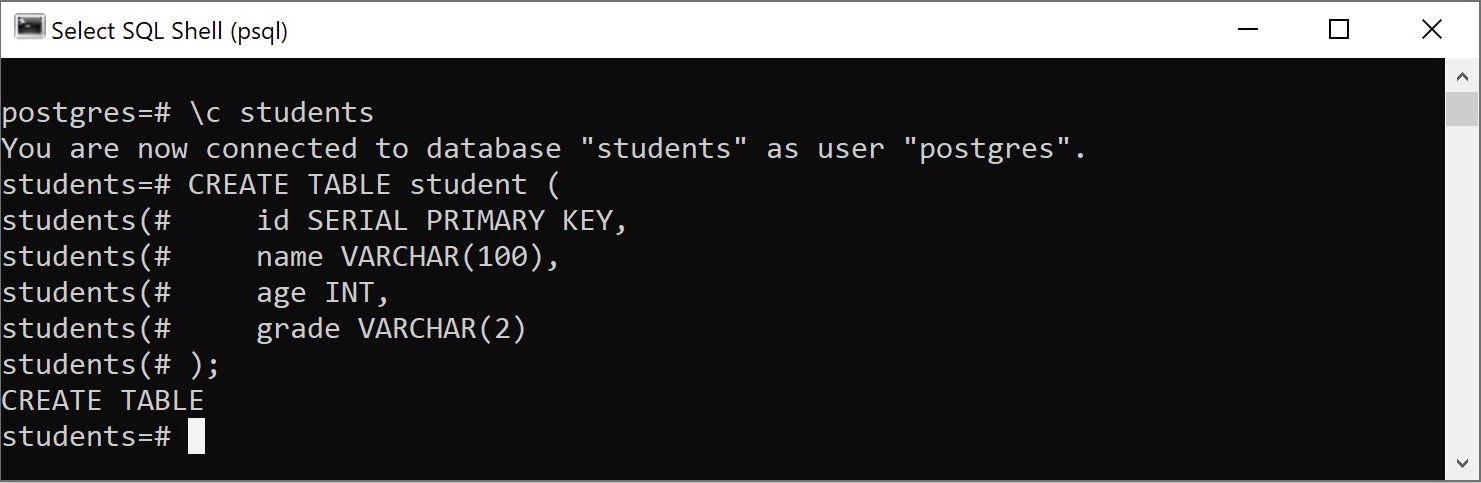 Select SQL Shell (psql)
postgres=# \c students
You are now connected to database "students" as user "postgres".
students=# CREATE TABLE student (
students(#     id SERIAL PRIMARY KEY,
students(#     name VARCHAR(100),
students(#     age INT,
students(#     grade VARCHAR(2)
students(# );
CREATE TABLE
students=#